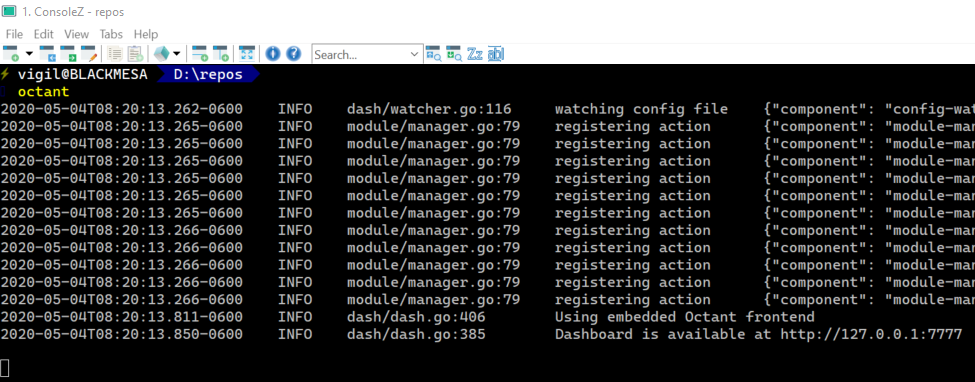 1. ConsoleZ - repos
File Edit View Tabs Help
Search...
vigil@BLACKMESA D:\repos
octant
2020-05-04T08:20:13.262-0600 INFO dash/watcher.go:116 watching config file {"component": "config-wat
2020-05-04T08:20:13.265-0600 INFO module/manager.go:79 registering action {"component": "module-man
2020-05-04T08:20:13.265-0600 INFO module/manager.go:79 registering action {"component": "module-man
2020-05-04T08:20:13.265-0600 INFO module/manager.go:79 registering action {"component": "module-man
2020-05-04T08:20:13.265-0600 INFO module/manager.go:79 registering action {"component": "module-man
2020-05-04T08:20:13.265-0600 INFO module/manager.go:79 registering action {"component": "module-man
2020-05-04T08:20:13.265-0600 INFO module/manager.go:79 registering action {"component": "module-man
2020-05-04T08:20:13.265-0600 INFO module/manager.go:79 registering action {"component": "module-man
2020-05-04T08:20:13.266-0600 INFO module/manager.go:79 registering action {"component": "module-man
2020-05-04T08:20:13.266-0600 INFO module/manager.go:79 registering action {"component": "module-man
2020-05-04T08:20:13.266-0600 INFO module/manager.go:79 registering action {"component": "module-man
2020-05-04T08:20:13.266-0600 INFO module/manager.go:79 registering action {"component": "module-man
2020-05-04T08:20:13.811-0600 INFO dash/dash.go:406 Using embedded Octant frontend
2020-05-04T08:20:13.850-0600 INFO dash/dash.go:385 Dashboard is available at http://127.0.0.1:7777